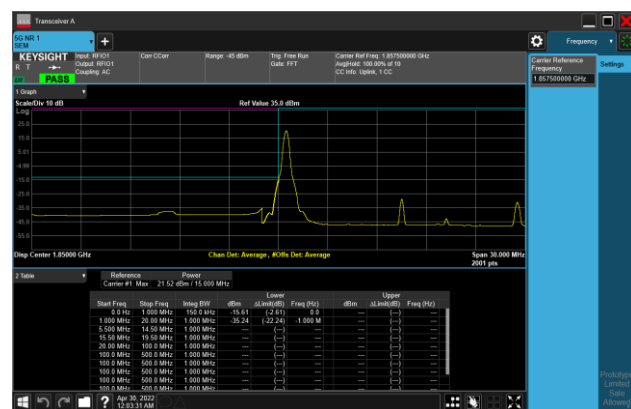 Transceiver A
5G NR 1
SEM
Frequency
KEYSIGHT
R T
PASS
Input: RFIO1
Output: RFIO1
Coupling: AC
Corr CCorr
Range: -45 dBm
Trig: Free Run
Gate: FFT
Carrier Ref Freq: 1.857500000 GHz
Avg|Hold: 100.00% of 10
CC Info: Uplink, 1 CC
Carrier Reference
Frequency
1.857500000 GHz
Settings
1 Graph
Scale/Div 10 dB
Ref Value 35.0 dBm
Log
25.0
15.0
5.00
-4.99
-15.0
-25.0
-35.0
-45.0
-55.0
Disp Center 1.85000 GHz
Chan Det: Average , #Offs Det: Average
Span 30.000 MHz
2001 pts
2 Table
Reference Power
Carrier #1 Max 21.52 dBm / 15.000 MHz
Lower Upper
Start Freq Stop Freq Integ BW dBm ΔLimit(dB) Freq (Hz) dBm ΔLimit(dB) Freq (Hz)
0.0 Hz 1.000 MHz 150.0 kHz -15.61 (-2.61) 0.0 --- (---) ---
1.000 MHz 20.00 MHz 1.000 MHz -35.24 (-22.24) -1.000 M --- (---) ---
5.500 MHz 14.50 MHz 1.000 MHz --- (---) --- --- (---) ---
15.50 MHz 19.50 MHz 1.000 MHz --- (---) --- --- (---) ---
20.00 MHz 100.0 MHz 1.000 MHz --- (---) --- --- (---) ---
100.0 MHz 500.0 MHz 1.000 MHz --- (---) --- --- (---) ---
100.0 MHz 500.0 MHz 1.000 MHz --- (---) --- --- (---) ---
100.0 MHz 500.0 MHz 1.000 MHz --- (---) --- --- (---) ---
100.0 MHz 500.0 MHz 1.000 MHz --- (---) --- --- (---) ---
Prototype
Limited
Sale
Allowed
?
Apr 30, 2022
12:03:31 AM